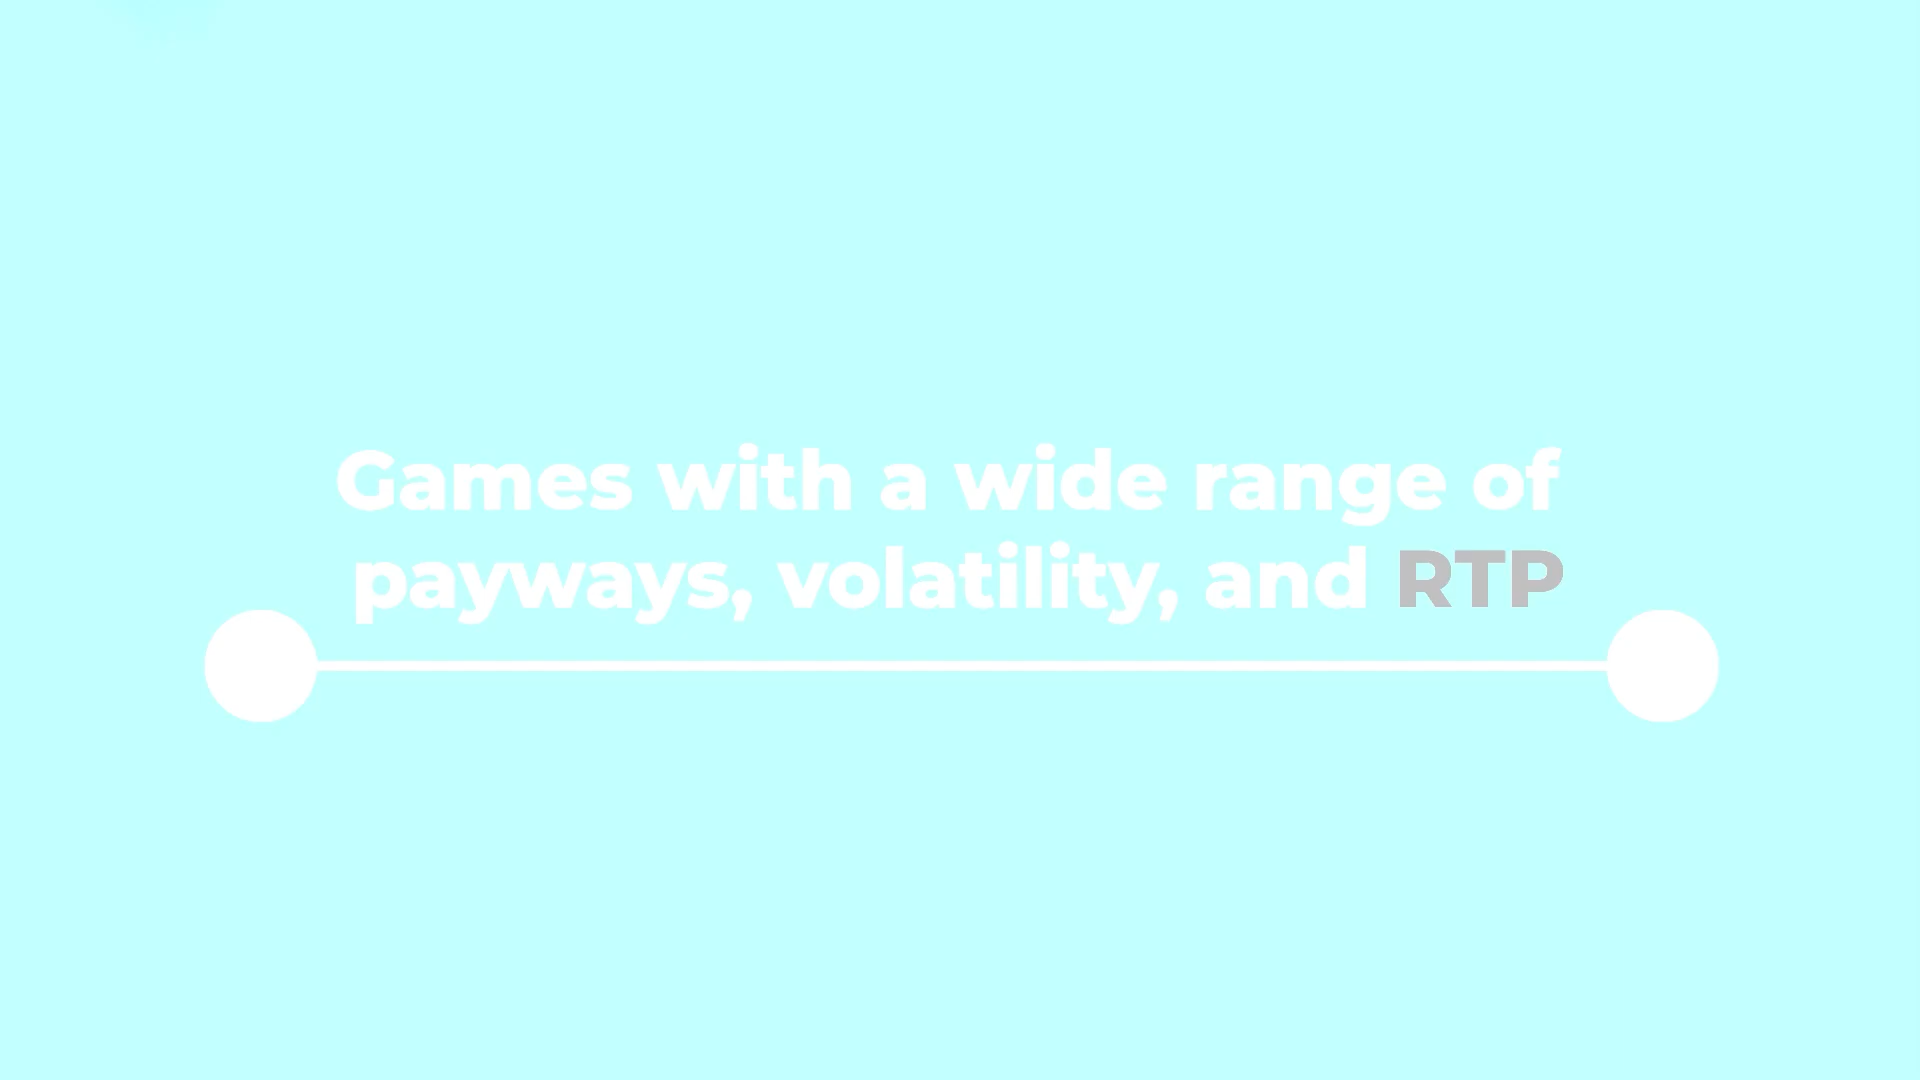 Games with a wide range of
payways, volatility, and RTP